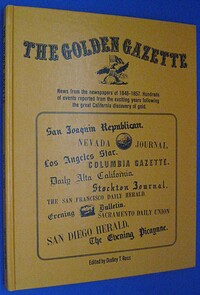 THE GOLDEN GAZETTE
News from the newspapers of 1848-1857. Hundreds
of events reported from the exciting years following
the great California discovery of gold.
San Joaquin Republican.
NEVADA JOURNAL.
Los Angeles Star.
COLUMBIA GAZETTE.
Daily Alta California.
Stockton Journal.
THE SAN FRANCISCO DAILY HERALD.
Evening Bulletin.
SACRAMENTO DAILY UNION
SAN DIEGO HERALD.
The Evening Picayune.
Edited by Dudley T. Ross